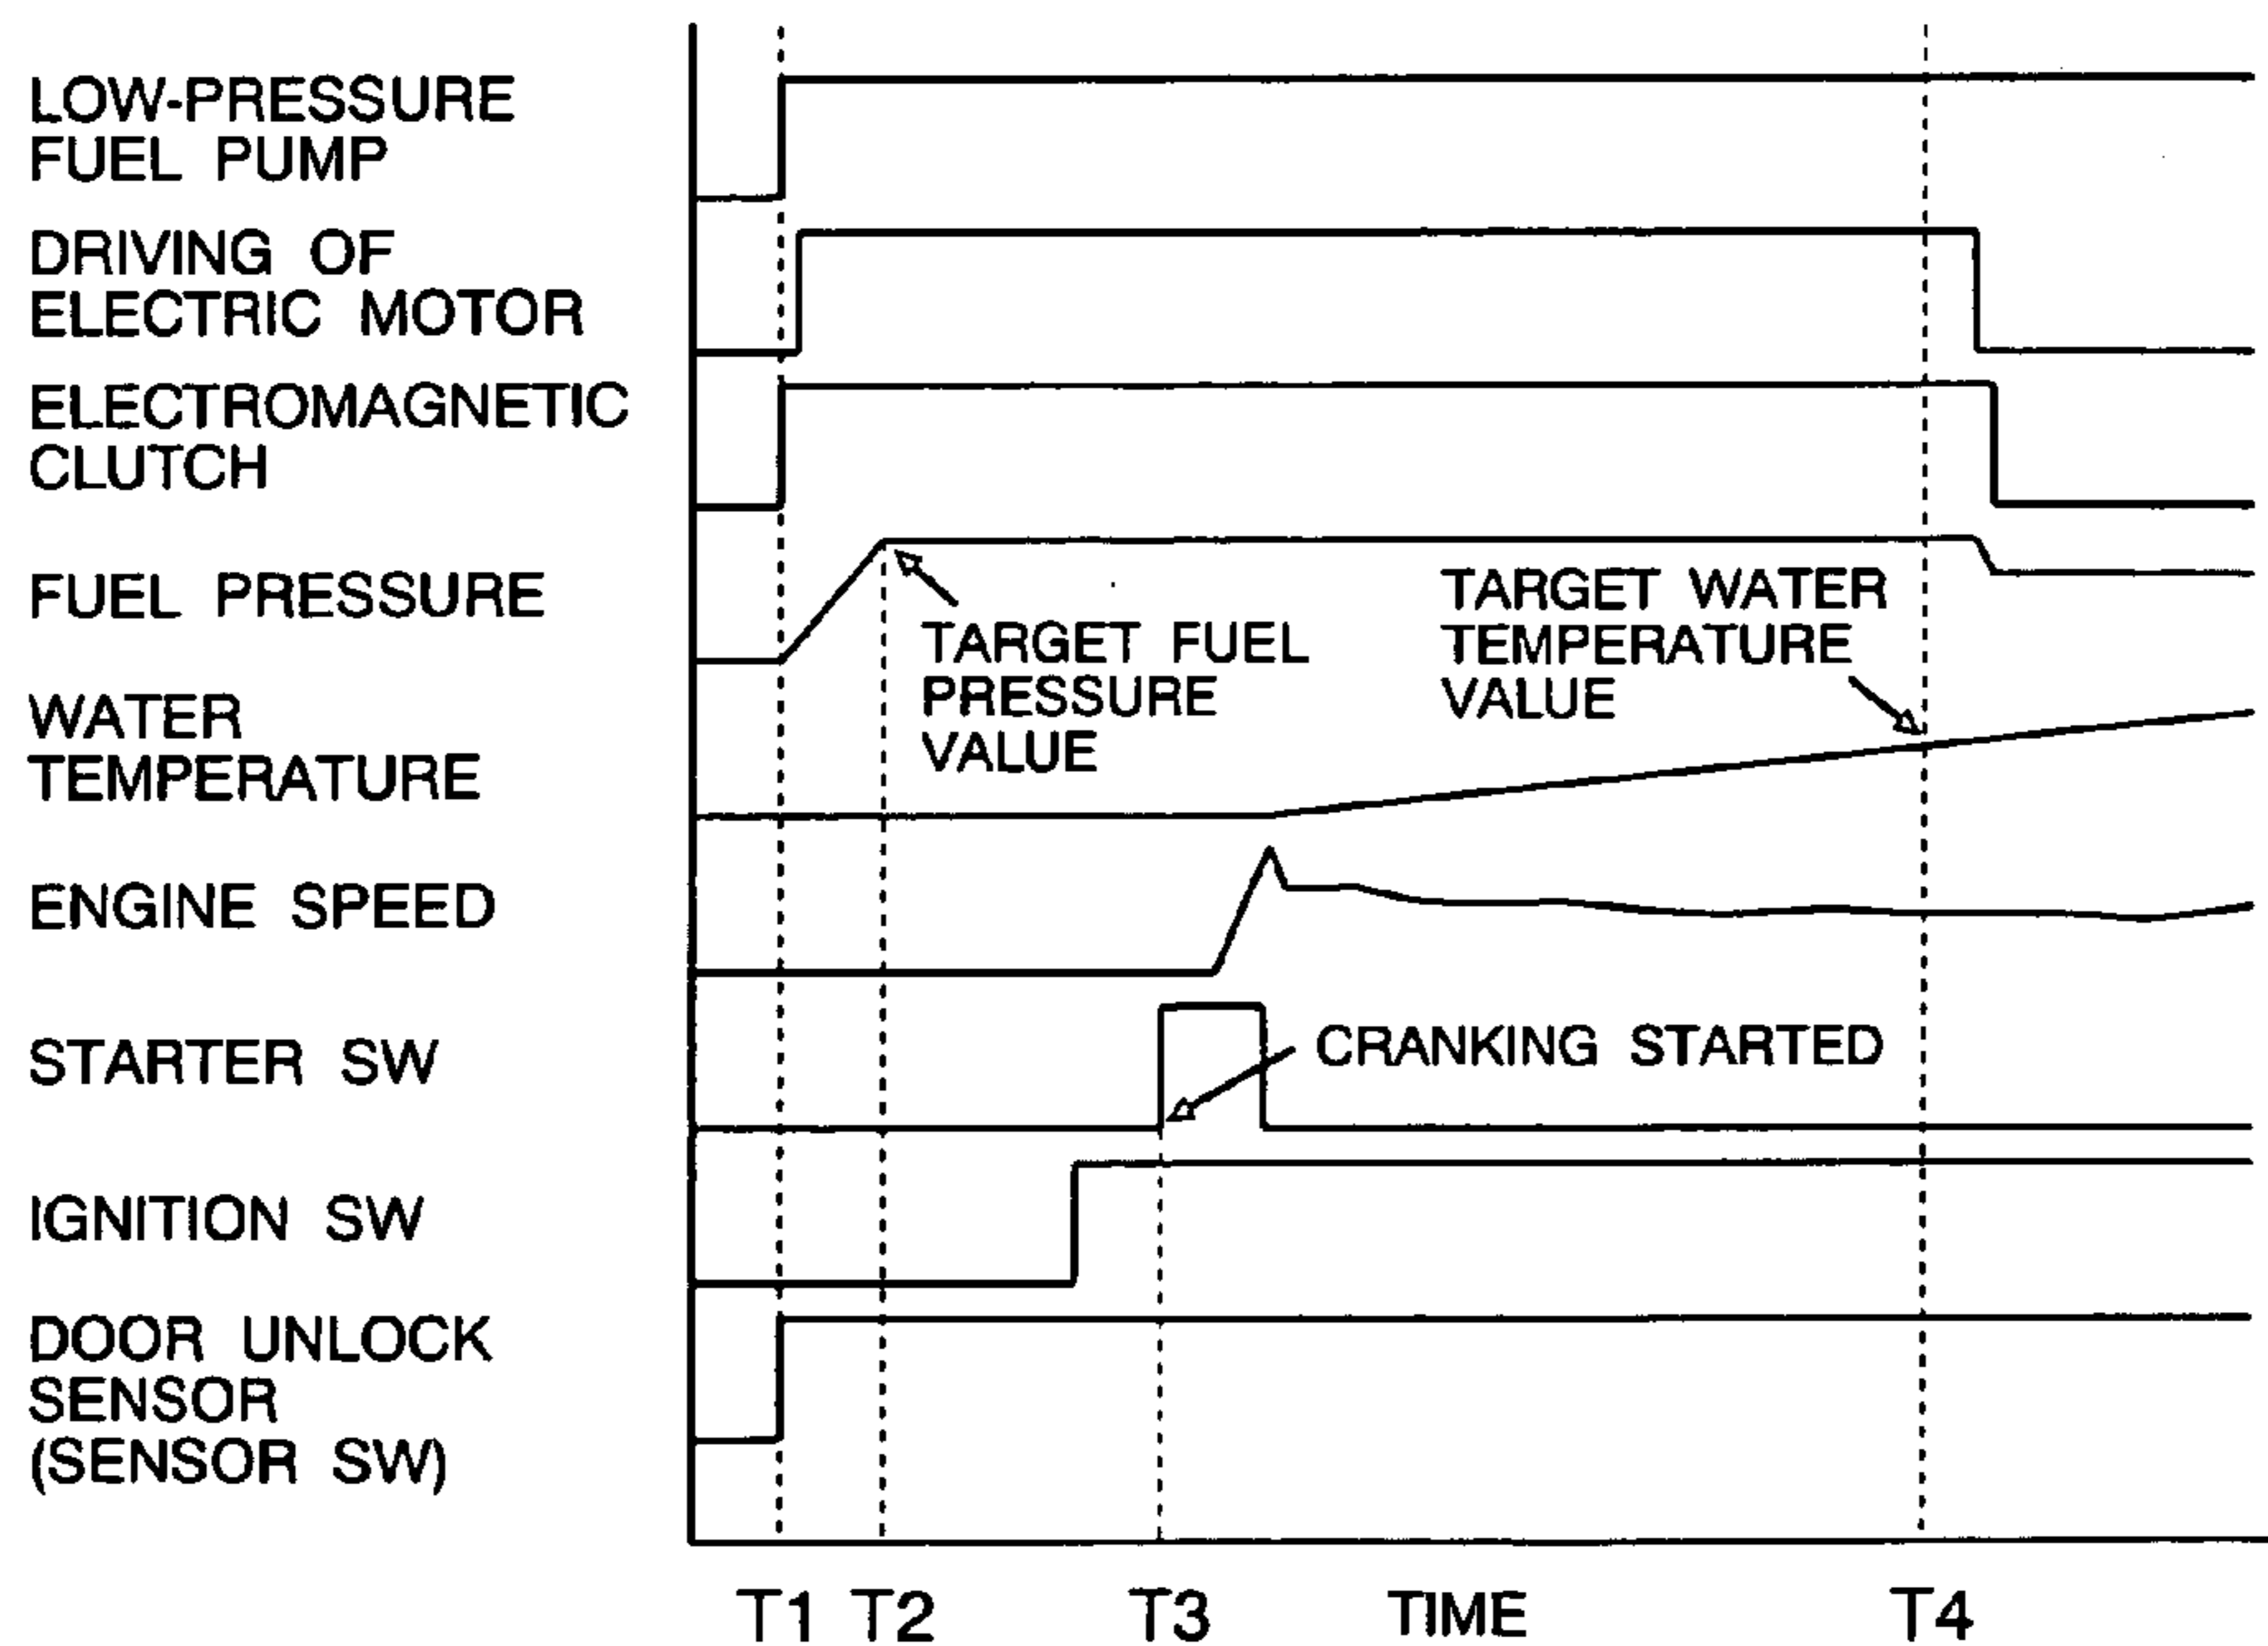 LOW-PRESSURE
FUEL PUMP
DRIVING OF
ELECTRIC MOTOR
ELECTROMAGNETIC
CLUTCH
FUEL PRESSURE
TARGET FUEL
PRESSURE
VALUE
TARGET WATER
TEMPERATURE
VALUE
WATER
TEMPERATURE
ENGINE SPEED
STARTER SW
CRANKING STARTED
IGNITION SW
DOOR UNLOCK
SENSOR
(SENSOR SW)
T1 T2 T3 TIME T4